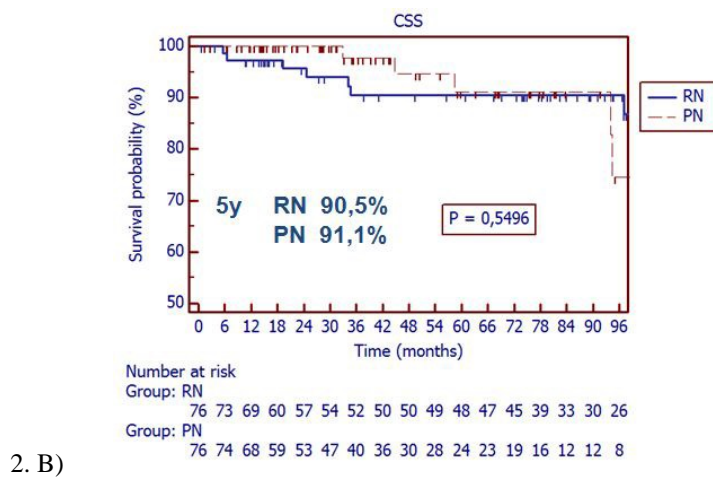 CSS
Survival probability (%)
100
90
80
70
60
50
RN
PN
5y RN 90,5%
PN 91,1%
P = 0,5496
0 6 12 18 24 30 36 42 48 54 60 66 72 78 84 90 96
Time (months)
Number at risk
Group: RN
76 73 69 60 57 54 52 50 50 49 48 47 45 39 33 30 26
Group: PN
76 74 68 59 53 47 40 36 30 28 24 23 19 16 12 12 8
2. B)